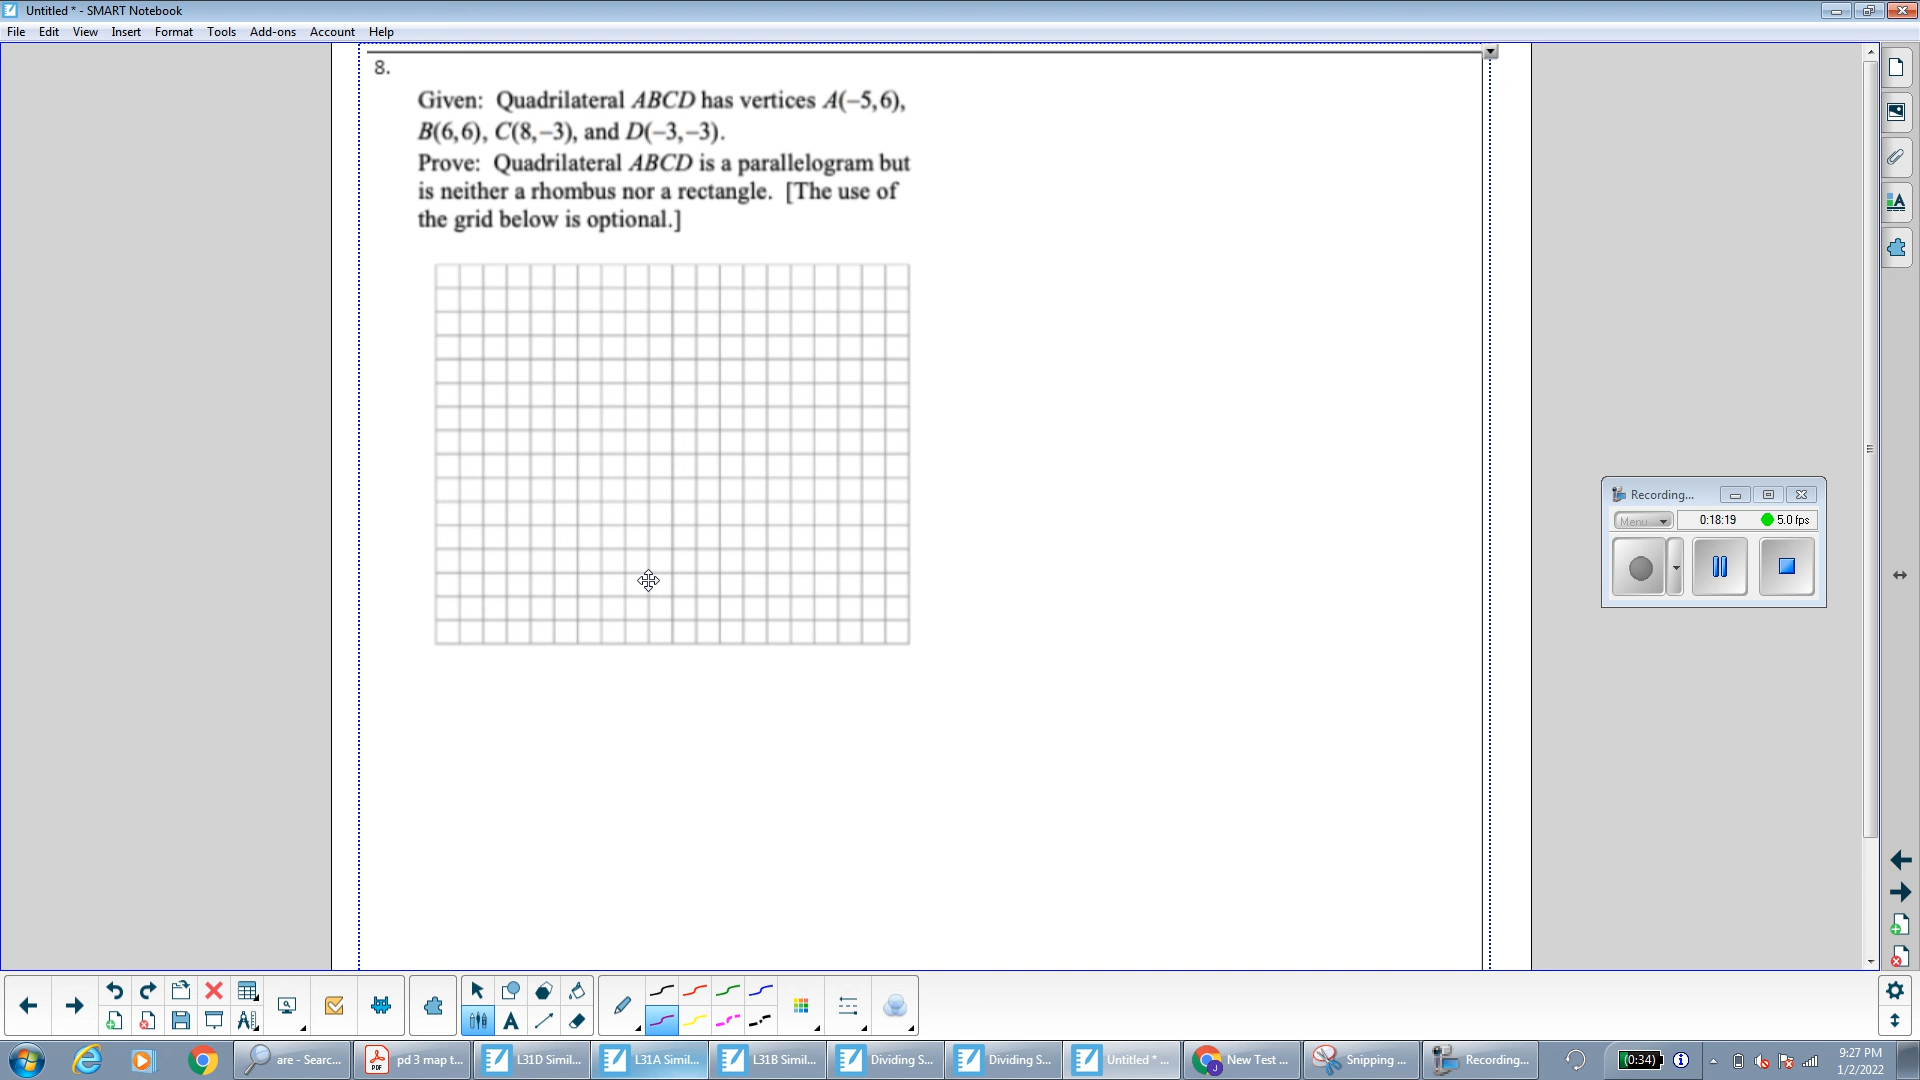 Untitled * - SMART Notebook
File Edit View Insert Format Tools Add-ons Account Help
8.
Given: Quadrilateral ABCD has vertices A(−5,6),
B(6,6), C(8,−3), and D(−3,−3).
Prove: Quadrilateral ABCD is a parallelogram but
is neither a rhombus nor a rectangle. [The use of
the grid below is optional.]
Recording...
Menu 0:18:19 5.0 fps
are - Searc... pd 3 map t... L31D Simil... L31A Simil... L31B Simil... Dividing S... Dividing S... Untitled * ... New Test ... Snipping ... Recording... (0:34) 9:27 PM
1/2/2022